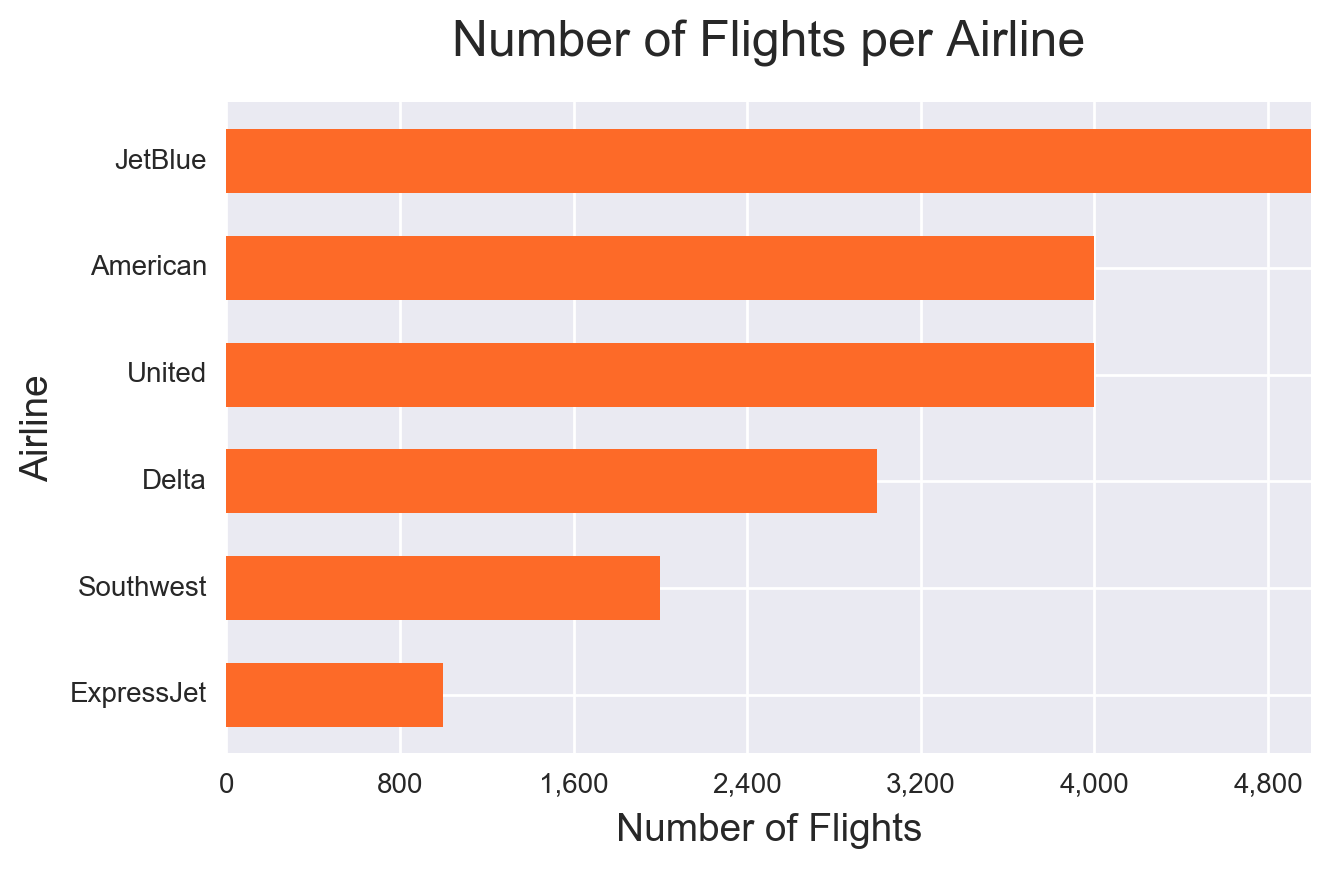 Number of Flights per Airline
JetBlue
American
United
Delta
Southwest
ExpressJet
Airline
0 800 1,600 2,400 3,200 4,000 4,800
Number of Flights